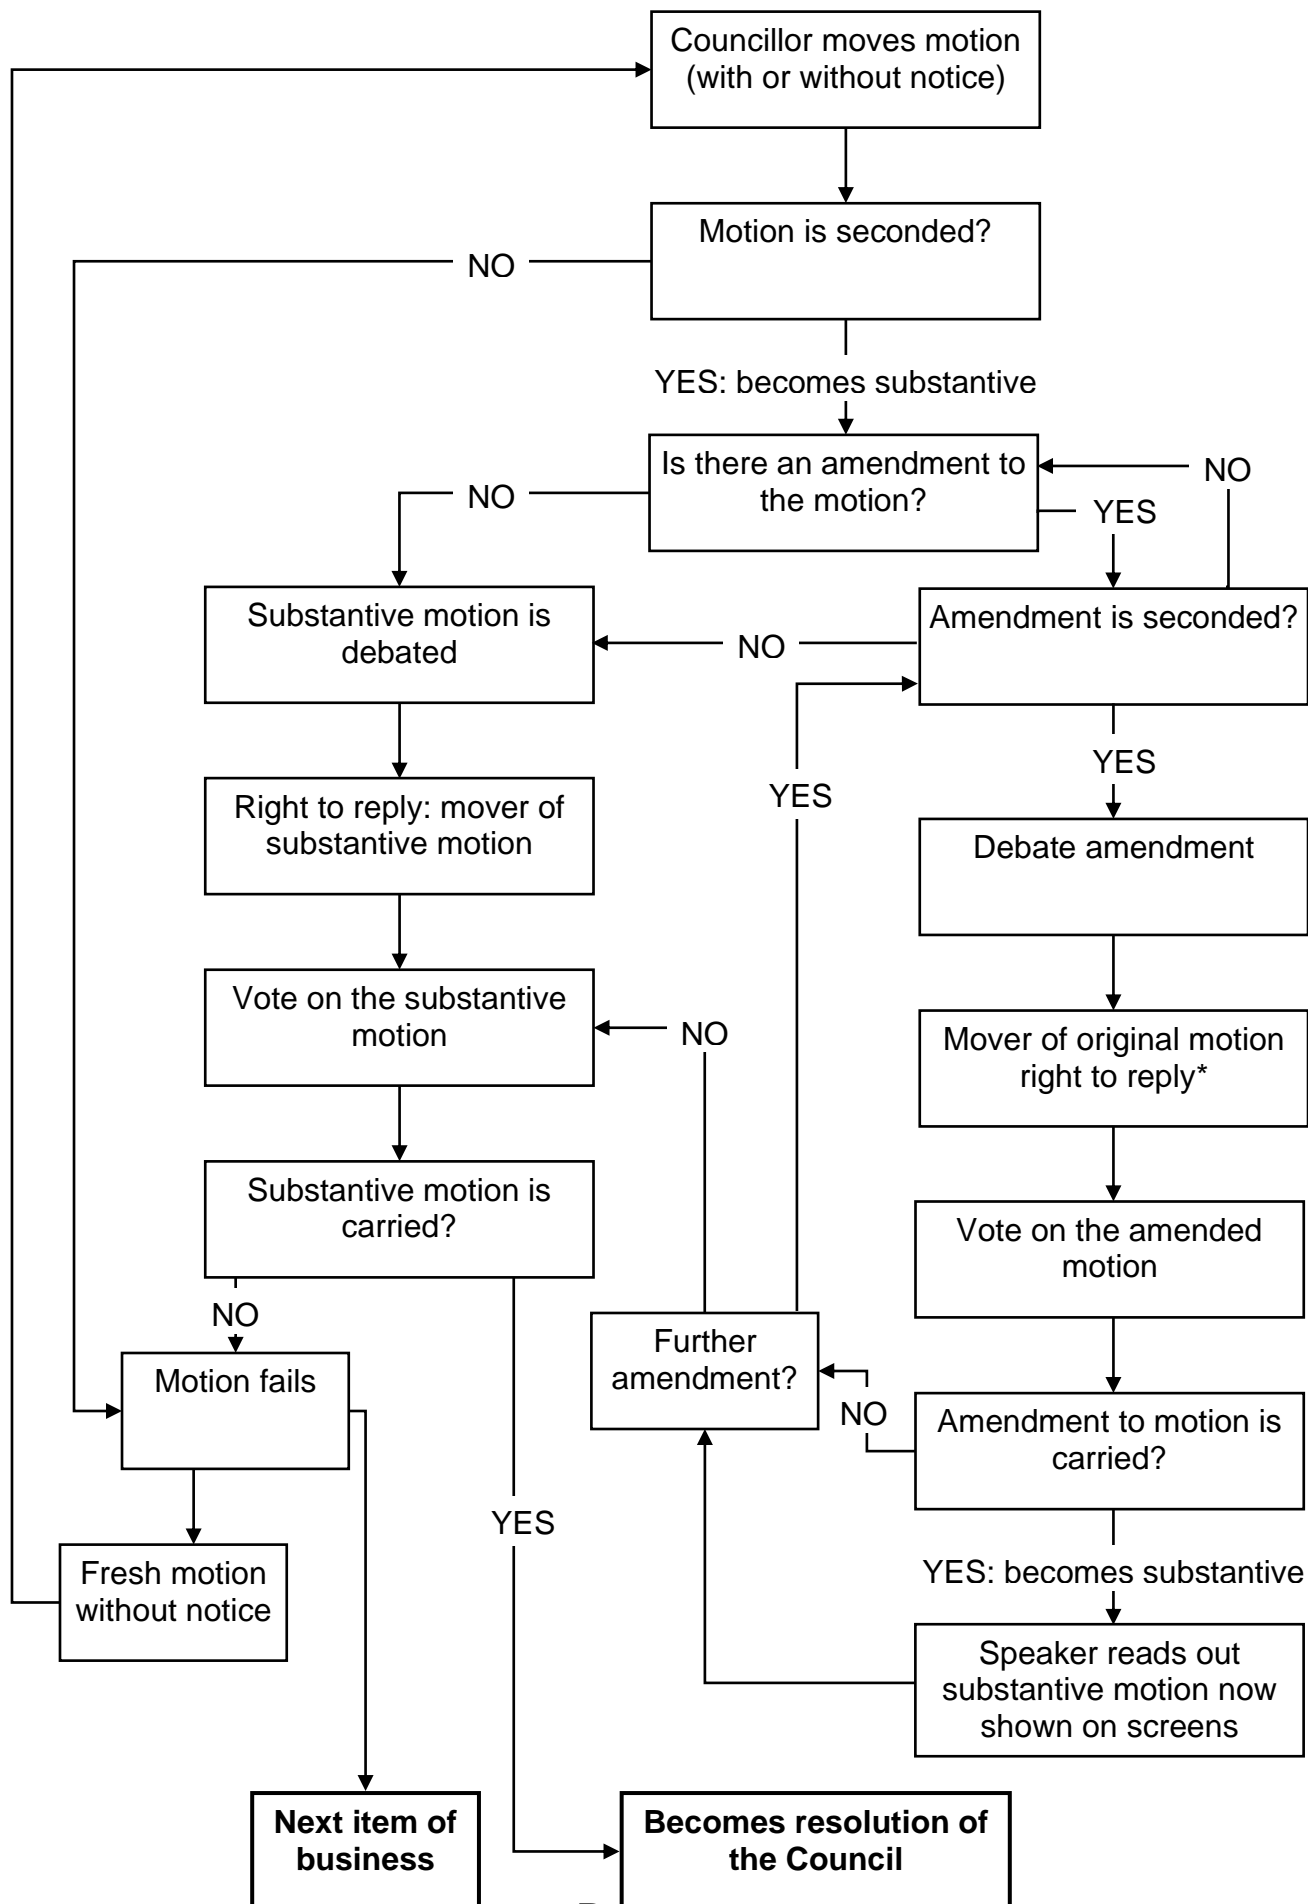 Councillor moves motion
(with or without notice)
Motion is seconded?
NO
YES: becomes substantive
Is there an amendment to
the motion?
NO
NO
YES
Substantive motion is
debated
Amendment is seconded?
NO
YES
Right to reply: mover of
substantive motion
YES
Debate amendment
Vote on the substantive
motion
NO
Mover of original motion
right to reply*
Substantive motion is
carried?
Vote on the amended
motion
NO
Further
amendment?
Motion fails
NO
Amendment to motion is
carried?
YES
Fresh motion
without notice
YES: becomes substantive
Speaker reads out
substantive motion now
shown on screens
Next item of
business
Becomes resolution of
the Council